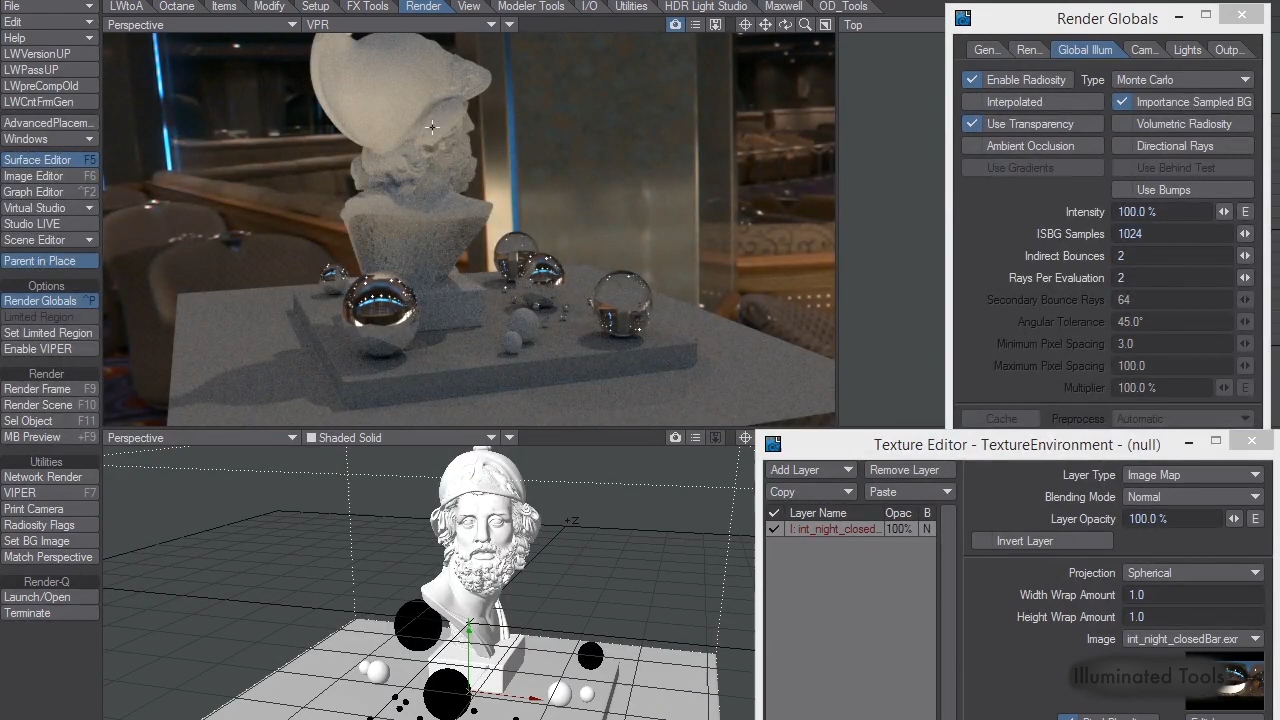 File
LWtoA Octane Items Modify Setup FX Tools Render View Modeler Tools I/O Utilities HDR Light Studio Maxwell OD_Tools
Edit
Perspective
VPR
Top
Help
LWVersionUP
LWPassUP
LWpreCompOld
LWCntFrmGen
AdvancedPlacem...
Windows
Surface Editor F5
Image Editor F6
Graph Editor ^F2
Virtual Studio
Studio LIVE
Scene Editor
Parent in Place
Options
Render Globals ^P
Limited Region
Set Limited Region
Enable VIPER
Render
Render Frame F9
Render Scene F10
Sel Object F11
MB Preview +F9
Utilities
Network Render
VIPER F7
Print Camera
Radiosity Flags
Set BG Image
Match Perspective
Render-Q
Launch/Open
Terminate
Perspective
Shaded Solid
+Z
Render Globals
Gen... Ren... Global Illum Cam... Lights Outp...
Enable Radiosity Type Monte Carlo
Interpolated Importance Sampled BG
Use Transparency Volumetric Radiosity
Ambient Occlusion Directional Rays
Use Gradients Use Behind Test
Use Bumps
Intensity 100.0 % E
ISBG Samples 1024
Indirect Bounces 2
Rays Per Evaluation 2
Secondary Bounce Rays 64
Angular Tolerance 45.0°
Minimum Pixel Spacing 3.0
Maximum Pixel Spacing 100.0
Multiplier 100.0 % E
Cache Preprocess Automatic
Texture Editor - TextureEnvironment - (null)
Add Layer Remove Layer
Copy Paste
Layer Name Opac B
I: int_night_closed... 100% N
Layer Type Image Map
Blending Mode Normal
Layer Opacity 100.0 % E
Invert Layer
Projection Spherical
Width Wrap Amount 1.0
Height Wrap Amount 1.0
Image int_night_closedBar.exr
Illuminated Tools